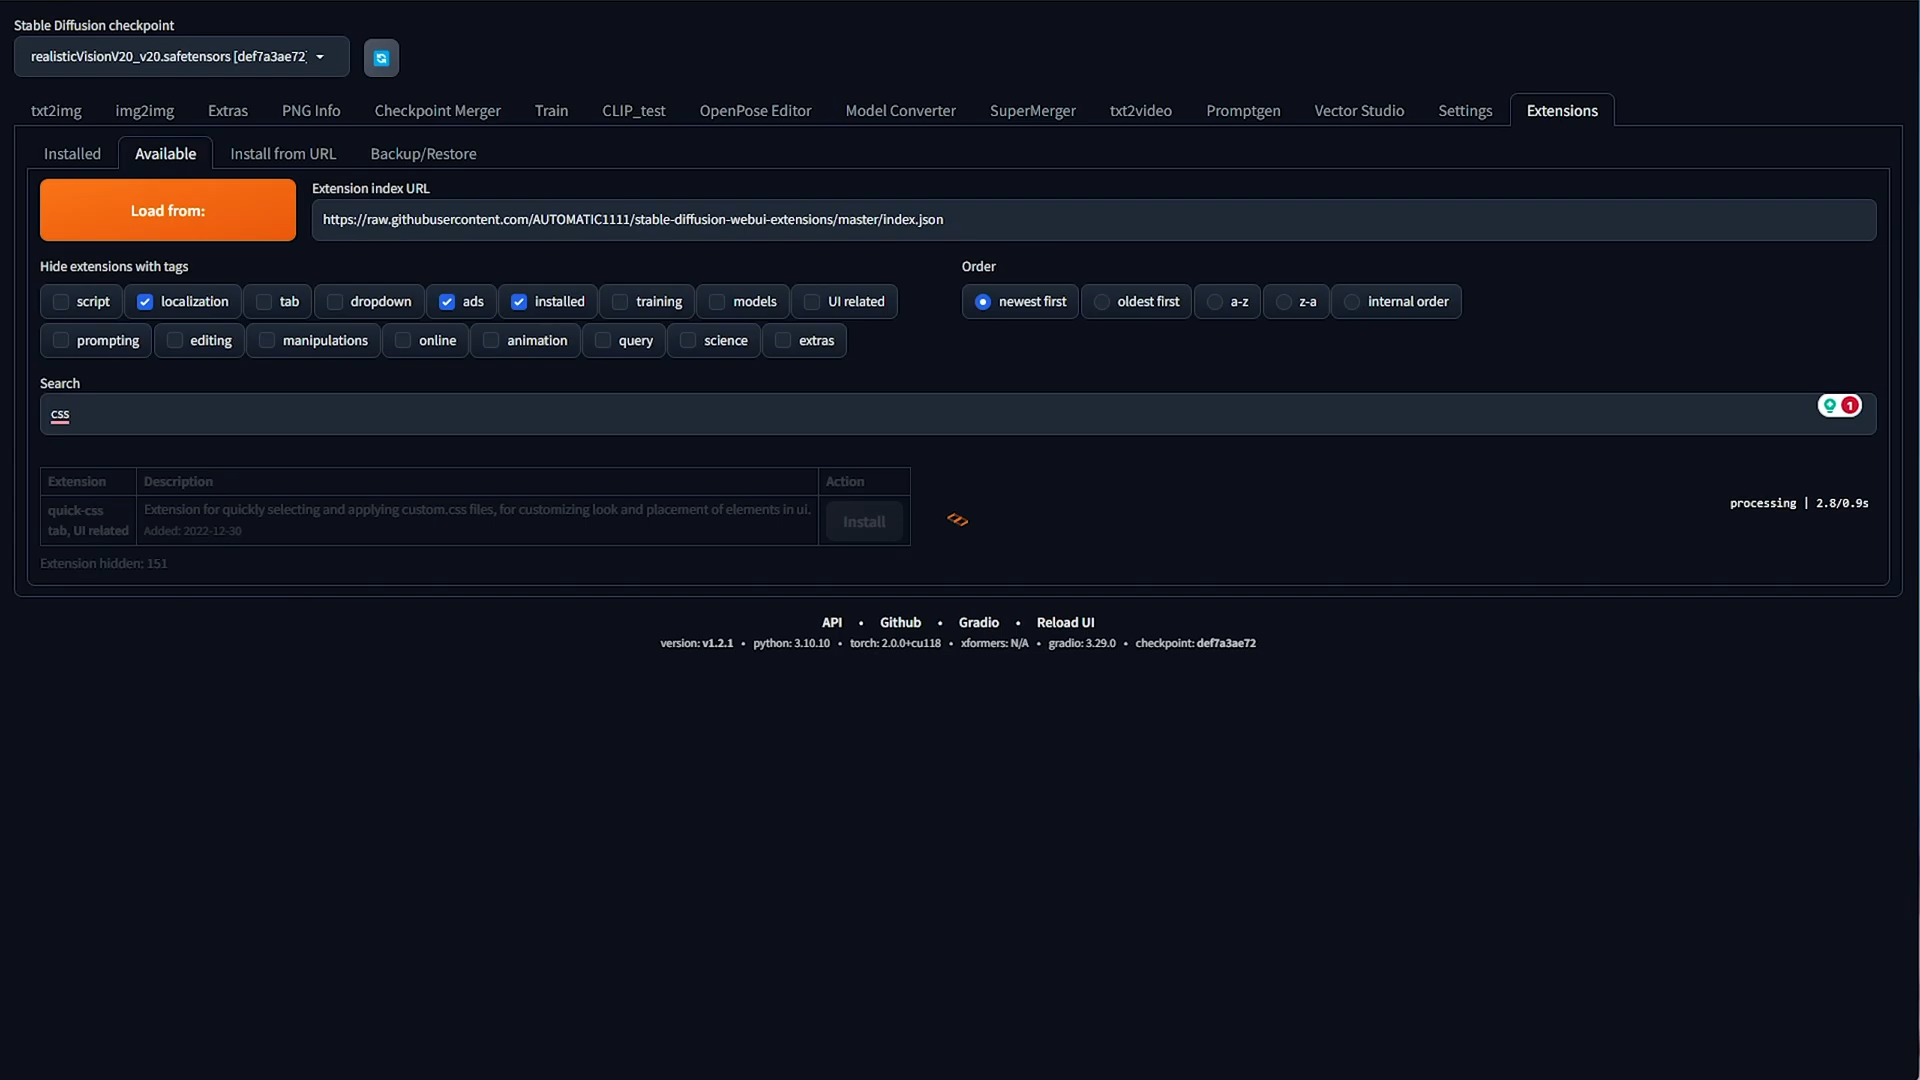 Stable Diffusion checkpoint
realisticVisionV20_v20.safetensors [def7a3ae72]
txt2img img2img Extras PNG Info Checkpoint Merger Train CLIP_test OpenPose Editor Model Converter SuperMerger txt2video Promptgen Vector Studio Settings Extensions
Installed Available Install from URL Backup/Restore
Load from:
Extension index URL
https://raw.githubusercontent.com/AUTOMATIC1111/stable-diffusion-webui-extensions/master/index.json
Hide extensions with tags
script localization tab dropdown ads installed training models UI related
prompting editing manipulations online animation query science extras
Order
newest first oldest first a-z z-a internal order
Search
css
1
Extension Description Action
quick-css
tab, UI related
Extension for quickly selecting and applying custom.css files, for customizing look and placement of elements in ui.
Added: 2022-12-30
Install
processing | 2.8/0.9s
Extension hidden: 151
API • Github • Gradio • Reload UI
version: v1.2.1 • python: 3.10.10 • torch: 2.0.0+cu118 • xformers: N/A • gradio: 3.29.0 • checkpoint: def7a3ae72